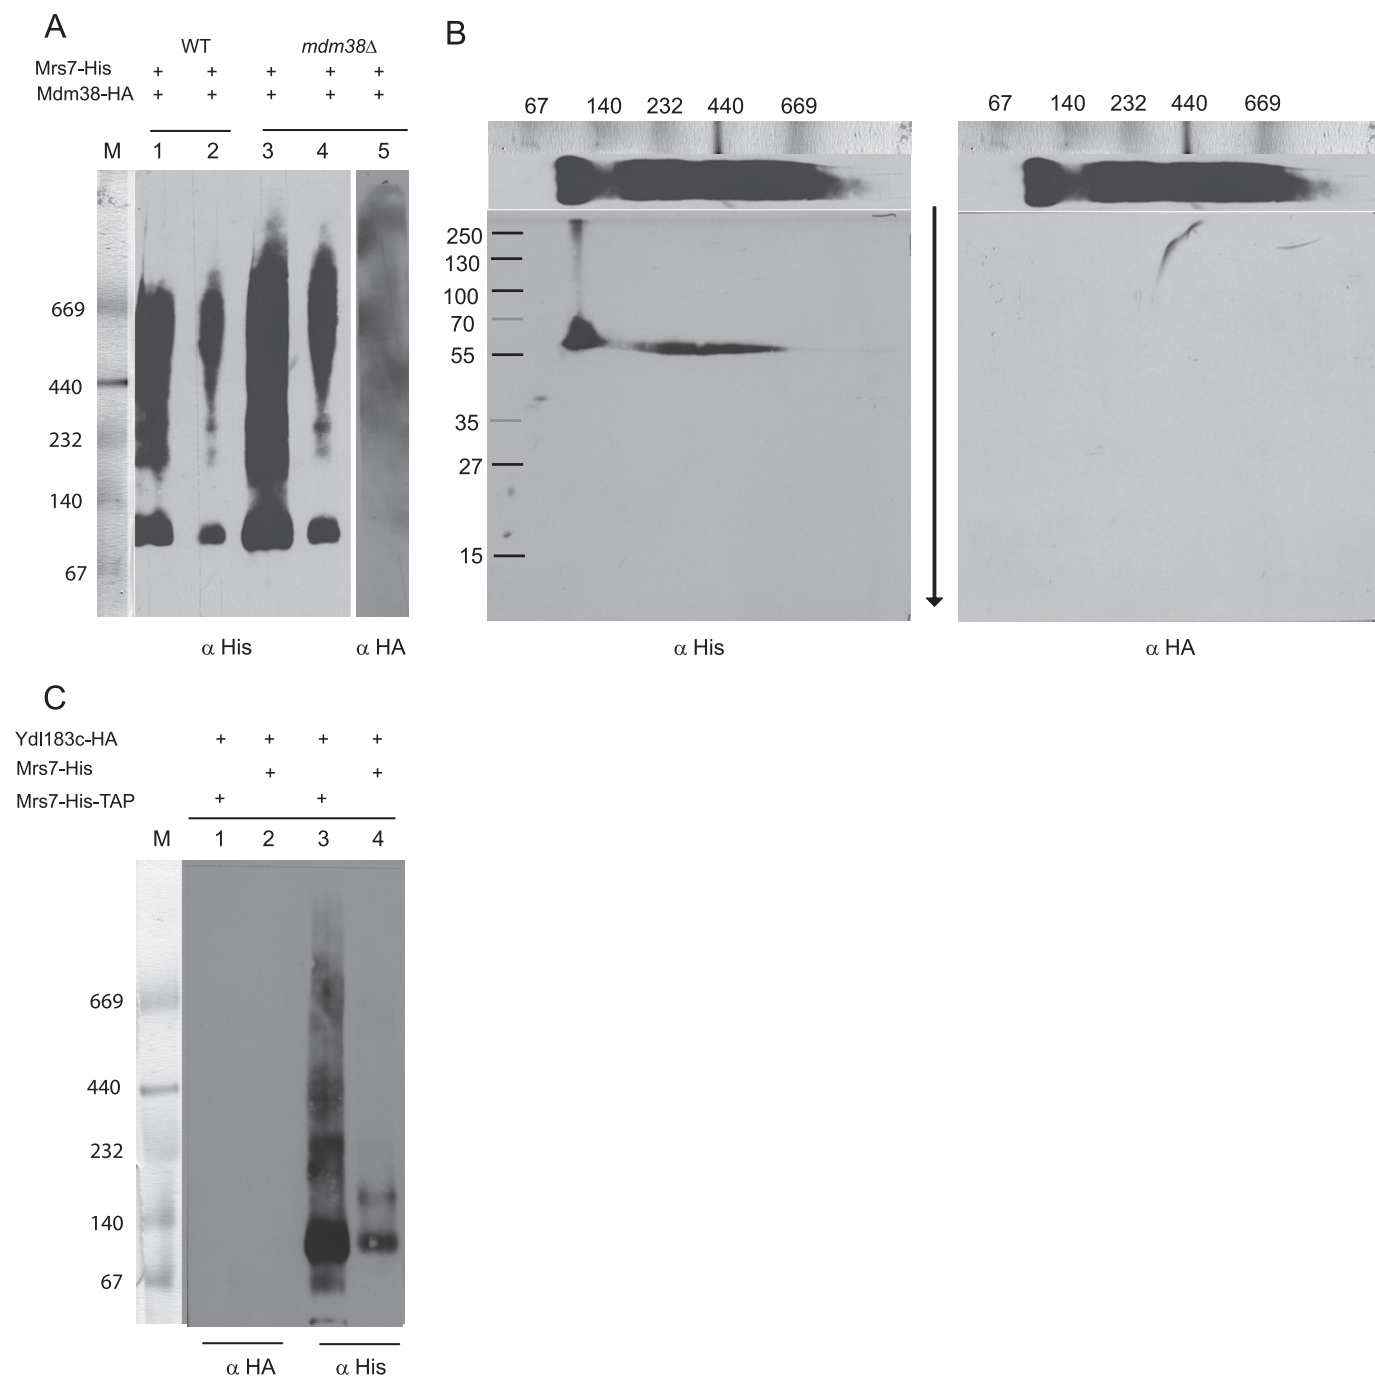 A
WT mdm38Δ
Mrs7-His + + + + +
Mdm38-HA + + + + +
M 1 2 3 4 5
669
440
232
140
67
α His α HA
B
67 140 232 440 669
250
130
100
70
55
35
27
15
α His
67 140 232 440 669
α HA
C
Ydl183c-HA + + + +
Mrs7-His + +
Mrs7-His-TAP + +
M 1 2 3 4
669
440
232
140
67
α HA α His